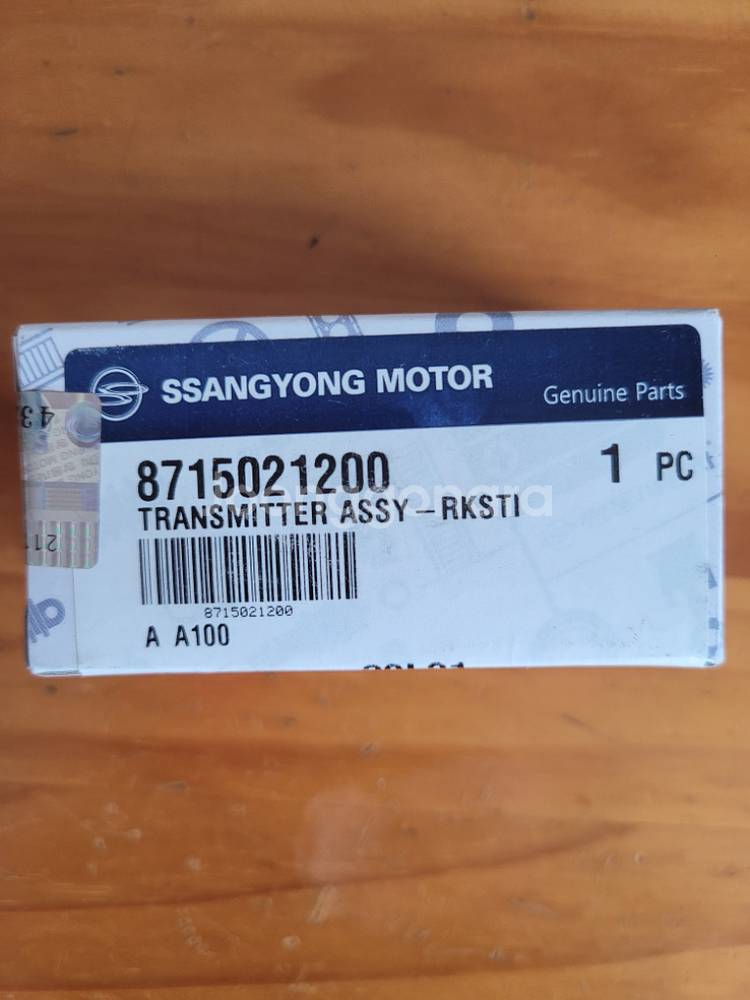 SSANGYONG MOTOR
Genuine Parts
8715021200
1 PC
TRANSMITTER ASSY-RKSTI
8715021200
A A100